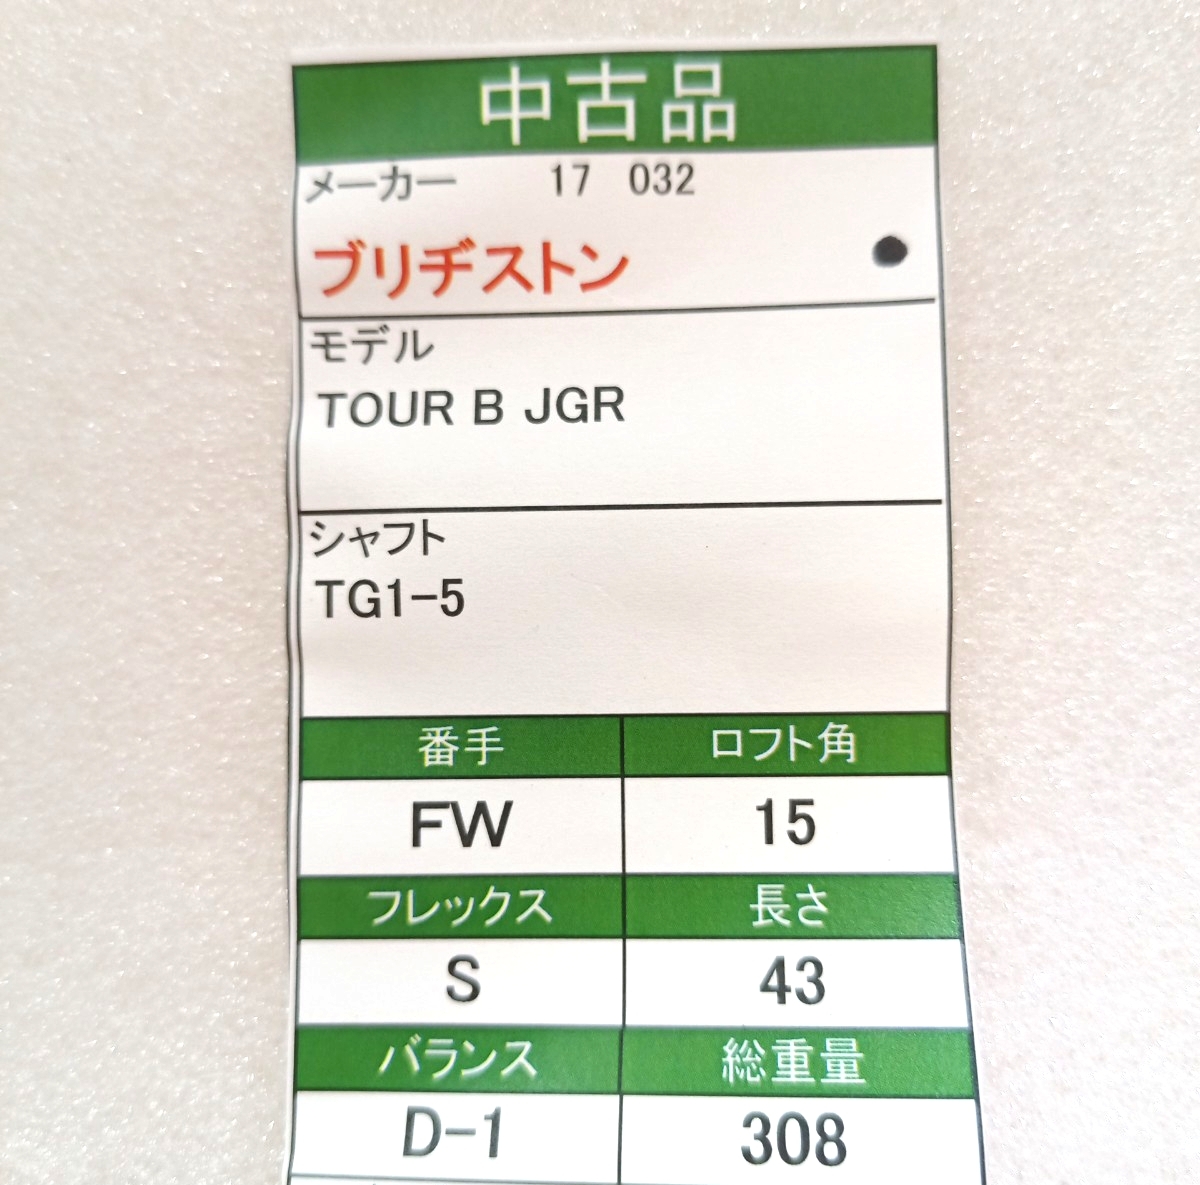 中古品
メーカー 17 032
ブリヂストン
モデル
TOUR B JGR
シャフト
TG1-5
番手 ロフト角
FW 15
フレックス 長さ
S 43
バランス 総重量
D-1 308